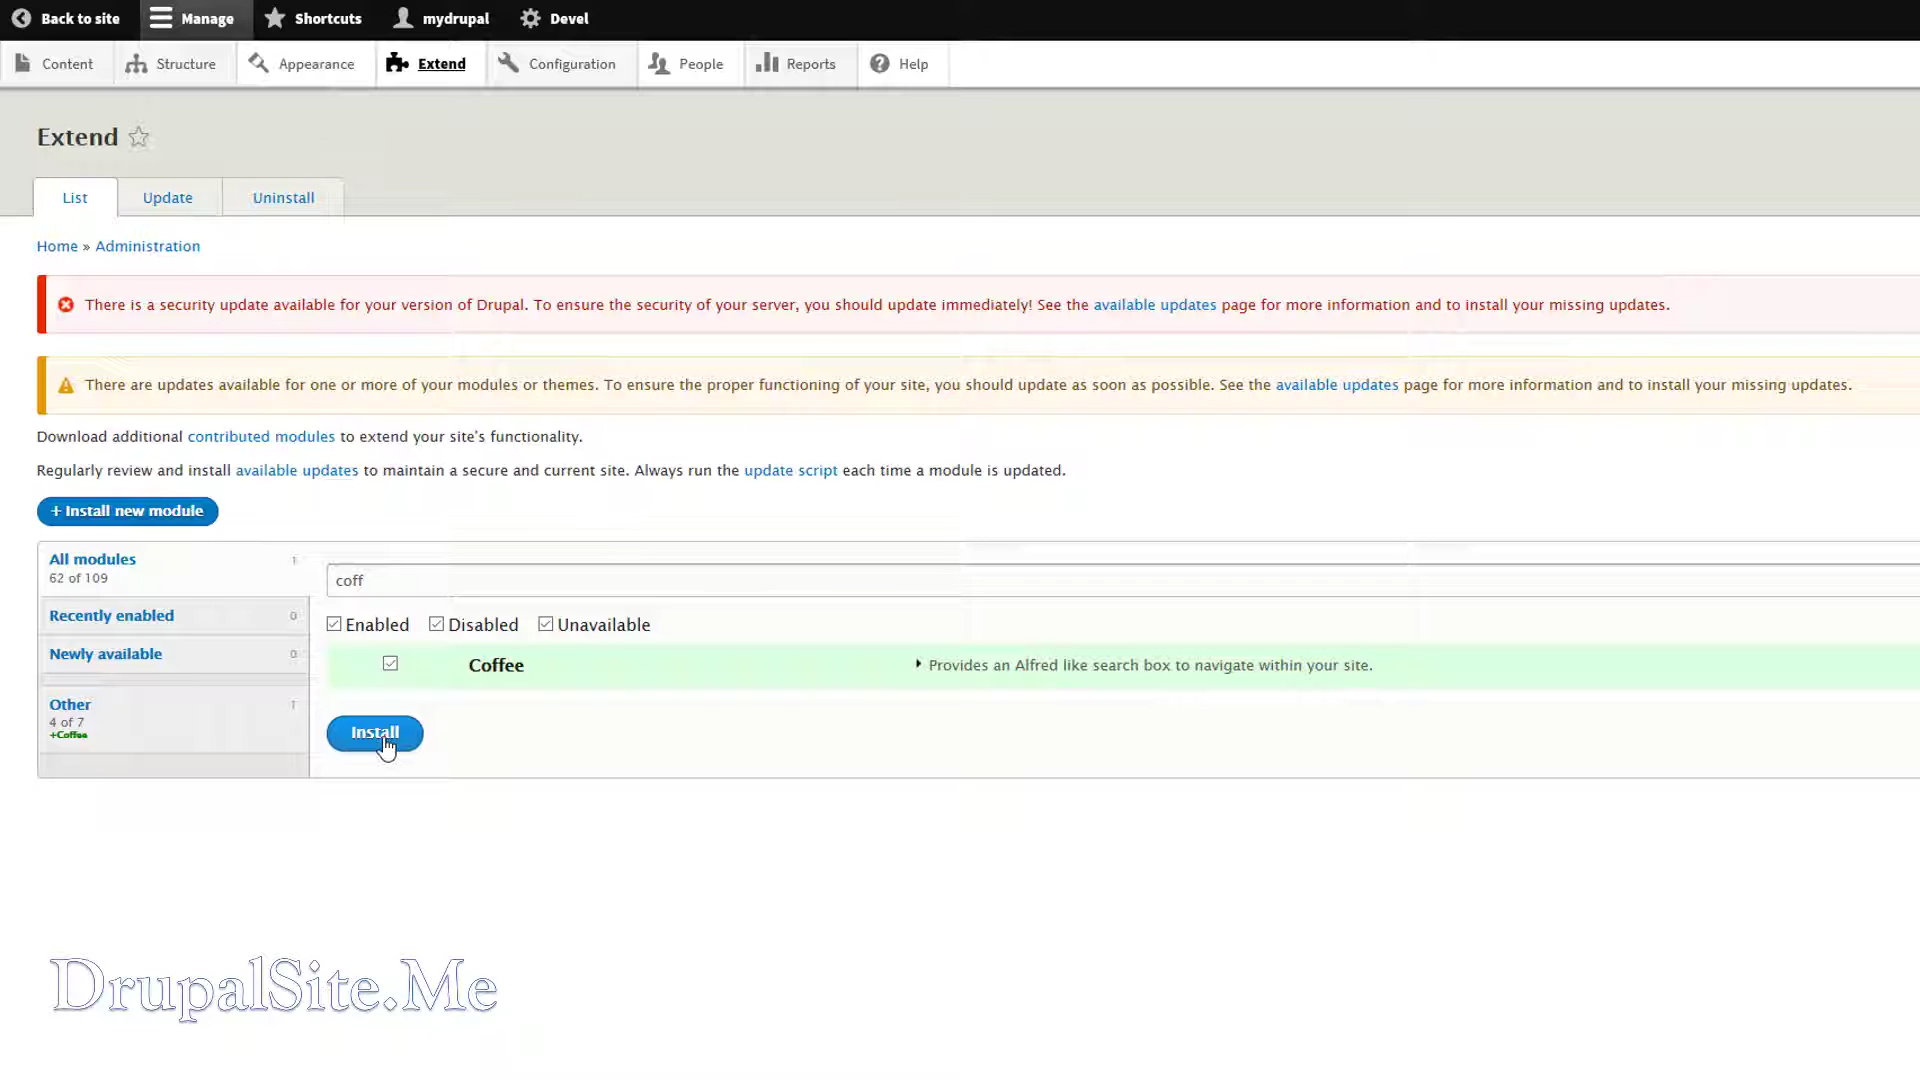 Back to site Manage Shortcuts mydrupal Devel
Content Structure Appearance Extend Configuration People Reports Help
Extend
List Update Uninstall
Home » Administration
There is a security update available for your version of Drupal. To ensure the security of your server, you should update immediately! See the available updates page for more information and to install your missing updates.
There are updates available for one or more of your modules or themes. To ensure the proper functioning of your site, you should update as soon as possible. See the available updates page for more information and to install your missing updates.
Download additional contributed modules to extend your site's functionality.
Regularly review and install available updates to maintain a secure and current site. Always run the update script each time a module is updated.
+ Install new module
All modules 1
62 of 109
coff
Recently enabled 0
Enabled Disabled Unavailable
Newly available 0
Coffee Provides an Alfred like search box to navigate within your site.
Other 1
4 of 7
+Coffee
Install
DrupalSite.Me